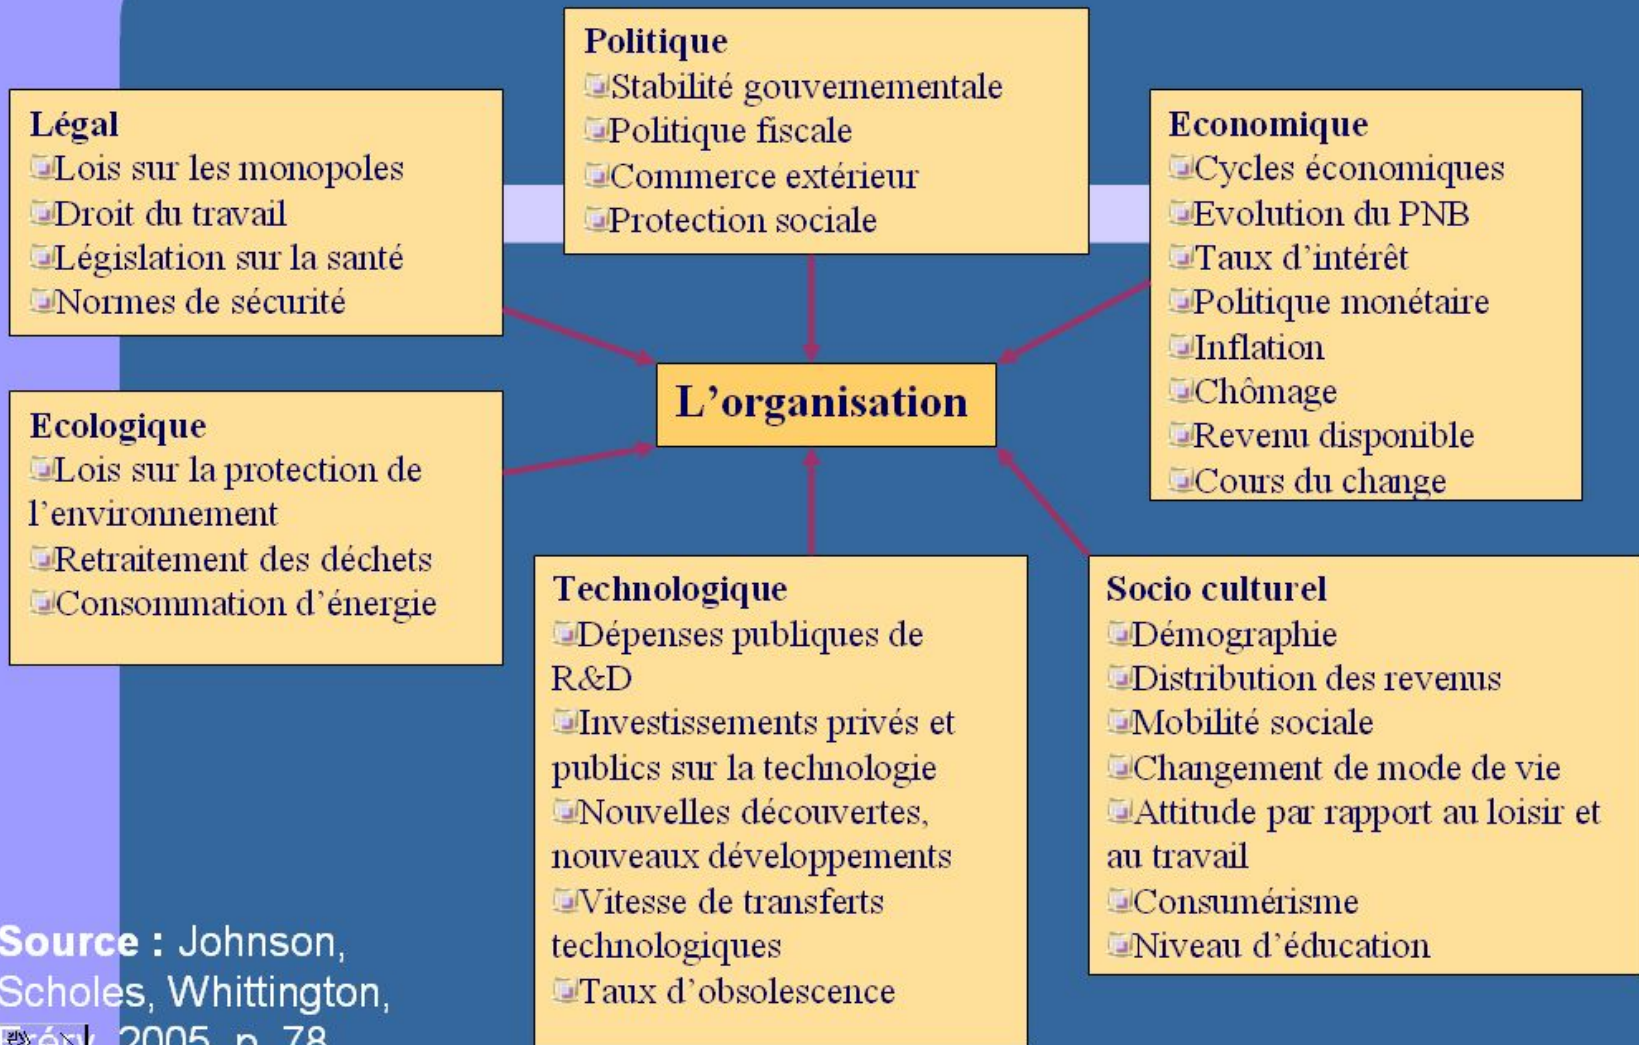 Politique
Stabilité gouvernementale
Politique fiscale
Commerce extérieur
Protection sociale
Légal
Lois sur les monopoles
Droit du travail
Législation sur la santé
Normes de sécurité
Economique
Cycles économiques
Evolution du PNB
Taux d'intérêt
Politique monétaire
Inflation
Chômage
Revenu disponible
Cours du change
L'organisation
Ecologique
Lois sur la protection de
l'environnement
Retraitement des déchets
Consommation d'énergie
Technologique
Dépenses publiques de
R&D
Investissements privés et
publics sur la technologie
Nouvelles découvertes,
nouveaux développements
Vitesse de transferts
technologiques
Taux d'obsolescence
Socio culturel
Démographie
Distribution des revenus
Mobilité sociale
Changement de mode de vie
Attitude par rapport au loisir et
au travail
Consumérisme
Niveau d'éducation
Source : Johnson,
Scholes, Whittington,
Fréry, 2005, p. 78